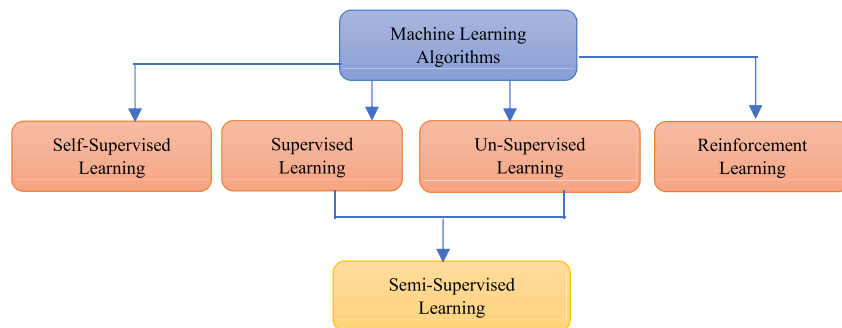 Machine Learning
Algorithms
Self-Supervised
Learning
Supervised
Learning
Un-Supervised
Learning
Reinforcement
Learning
Semi-Supervised
Learning